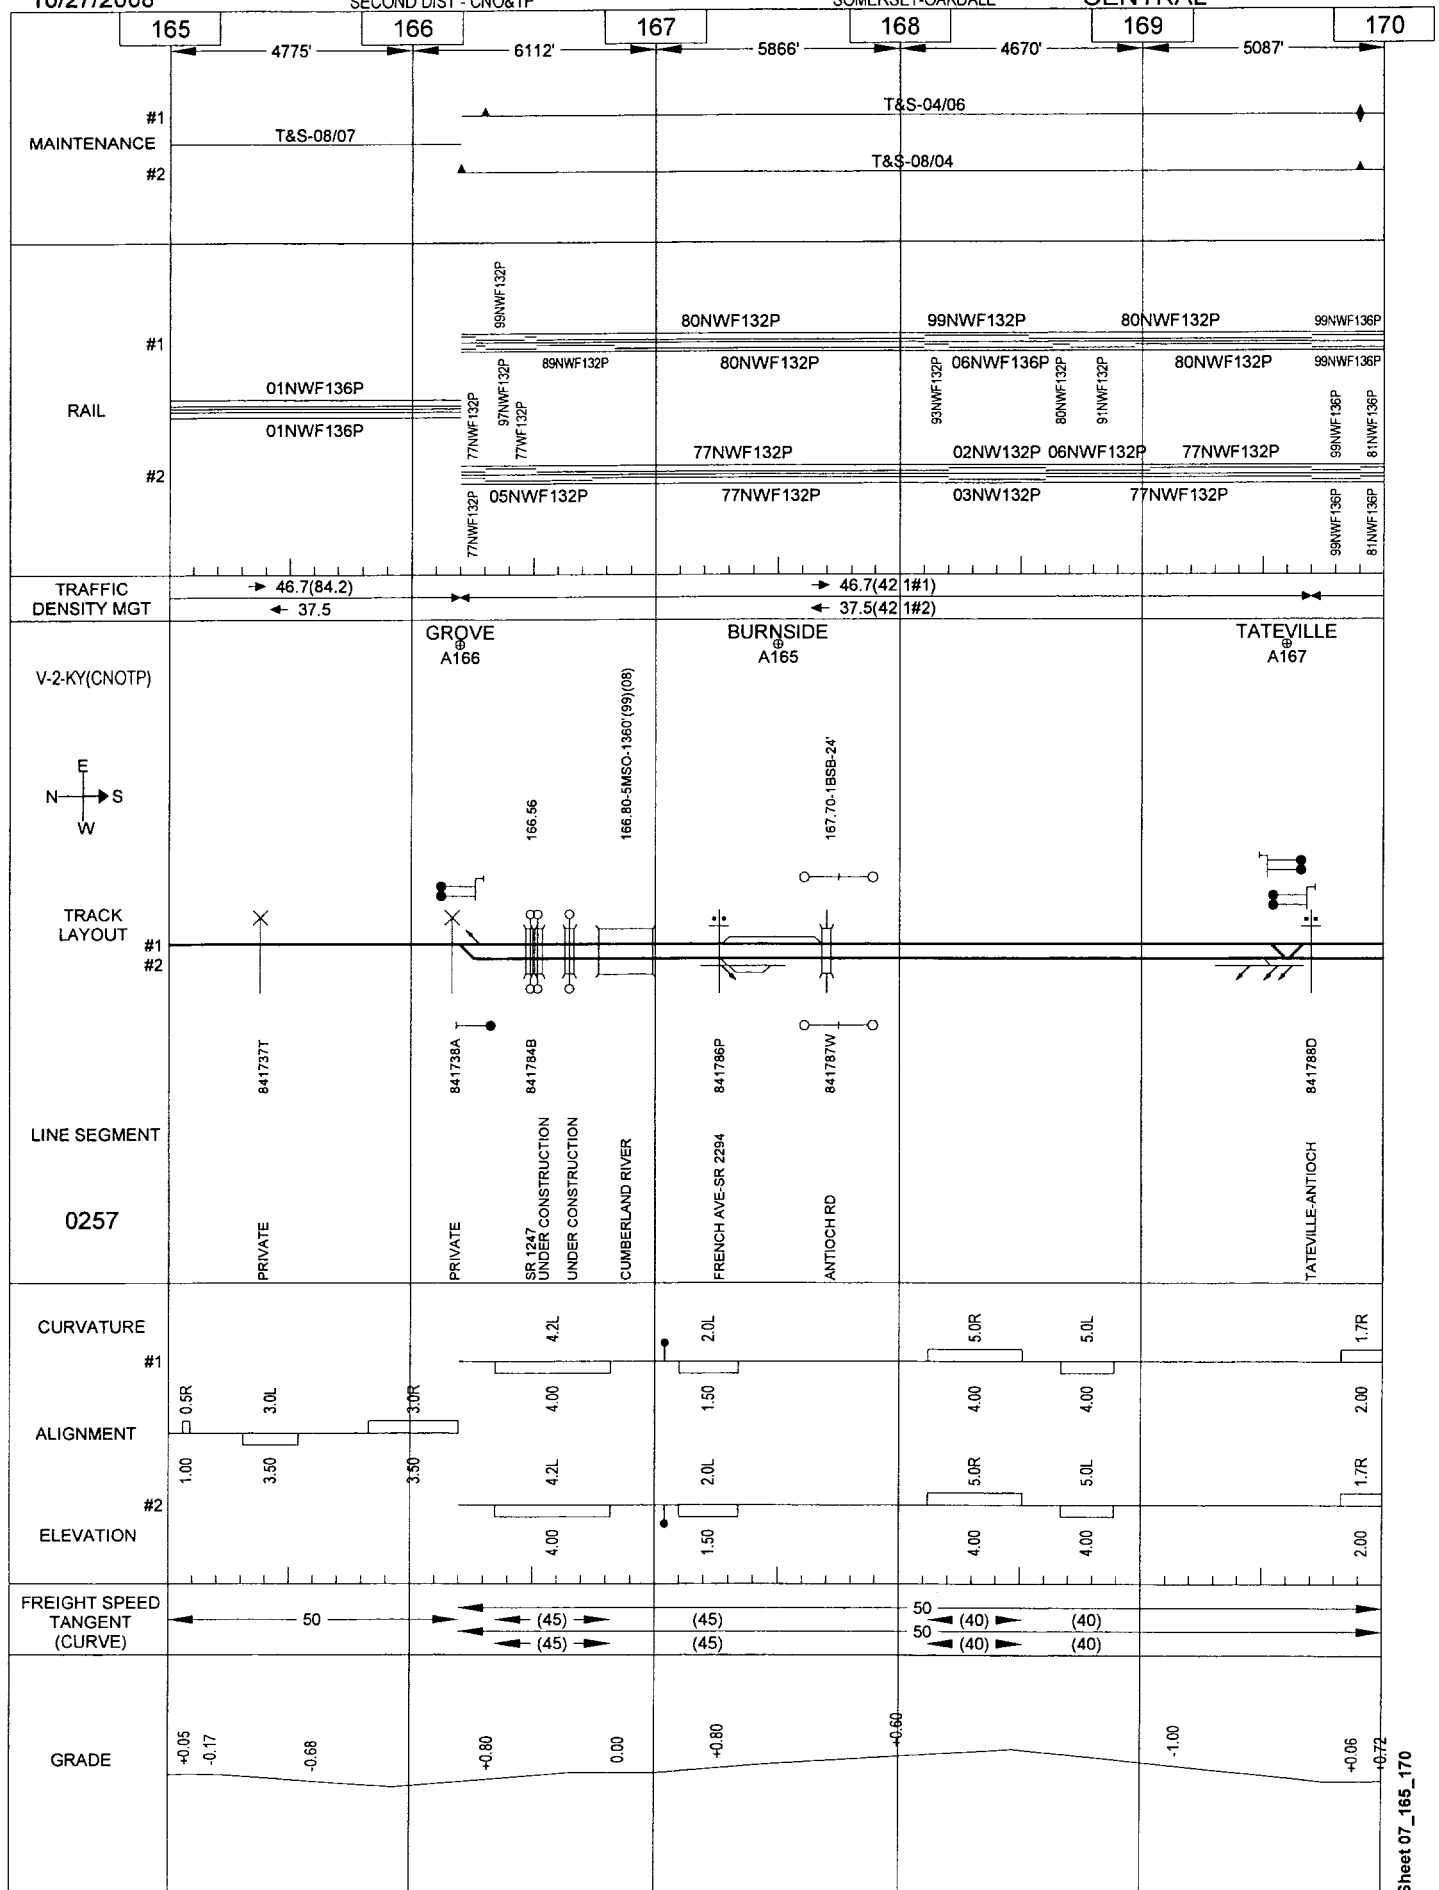 10/27/2008 SECOND DIST - CNO&TP SOMERSET-OAKDALE CENTRAL
165 166 167 168 169 170
4775' 6112' 5866' 4670' 5087'
#1 T&S-04/06
MAINTENANCE T&S-08/07
#2 T&S-08/04
99NWF132P
80NWF132P 99NWF132P 80NWF132P 99NWF136P
#1
89NWF132P 80NWF132P 06NWF136P 80NWF132P 99NWF136P
97NWF132P 93NWF132P 80NWF132P 91NWF132P
01NWF136P
RAIL 77NWF132P 77WF132P 99NWF136P 81NWF136P
01NWF136P
77NWF132P 02NW132P 06NWF132P 77NWF132P
#2
05NWF132P 77NWF132P 03NW132P 77NWF132P
77NWF132P 99NWF136P 81NWF136P
TRAFFIC DENSITY MGT
46.7(84.2) 46.7(42.1#1)
37.5 37.5(42.1#2)
GROVE BURNSIDE TATEVILLE
A166 A165 A167
V-2-KY(CNOTP)
E
N S
W
166.56 166.80-5MSO-1360'(99)(08) 167.70-1BSB-24'
TRACK LAYOUT
#1
#2
841737T 841738A 841784B 841786P 841787W 841788D
LINE SEGMENT
0257
PRIVATE PRIVATE SR 1247 UNDER CONSTRUCTION UNDER CONSTRUCTION CUMBERLAND RIVER FRENCH AVE-SR 2294 ANTIOCH RD TATEVILLE-ANTIOCH
CURVATURE 4.2L 2.0L 5.0R 5.0L 1.7R
#1
4.00 1.50 4.00 4.00 2.00
0.5R 3.0L 3.0R
ALIGNMENT
1.00 3.50 3.50
4.2L 2.0L 5.0R 5.0L 1.7R
#2
ELEVATION 4.00 1.50 4.00 4.00 2.00
FREIGHT SPEED
TANGENT
(CURVE)
50
50 (45) (45) (40) (40)
50
(45) (45) (40) (40)
GRADE +0.05 -0.17 -0.68 +0.80 0.00 +0.80 +0.60 -1.00 +0.06 +0.72
Sheet 07_165_170